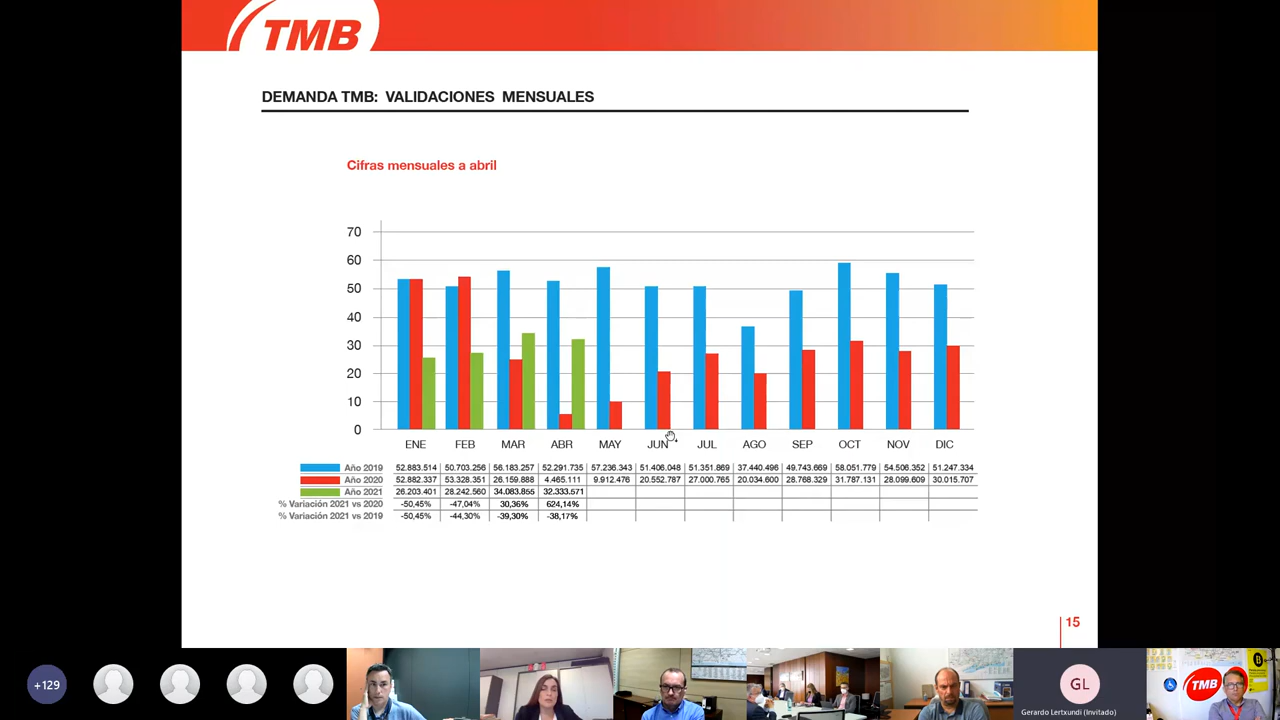 TMB
DEMANDA TMB: VALIDACIONES MENSUALES
Cifras mensuales a abril
70
60
50
40
30
20
10
0
ENE FEB MAR ABR MAY JUN JUL AGO SEP OCT NOV DIC
Año 2019 52.883.514 50.703.256 56.183.257 52.291.735 57.236.343 51.406.048 51.351.869 37.440.496 49.743.669 58.051.779 54.506.352 51.247.334
Año 2020 52.882.337 53.328.351 26.159.888 4.465.111 9.912.476 20.552.787 27.000.765 20.034.600 28.768.329 31.787.131 28.099.609 30.015.707
Año 2021 26.203.401 28.242.560 34.083.855 32.333.571
% Variación 2021 vs 2020 -50,45% -47,04% 30,36% 624,14%
% Variación 2021 vs 2019 -50,45% -44,30% -39,30% -38,17%
15
+129
GL
Gerardo Lertxundi (Invitado)
TMB